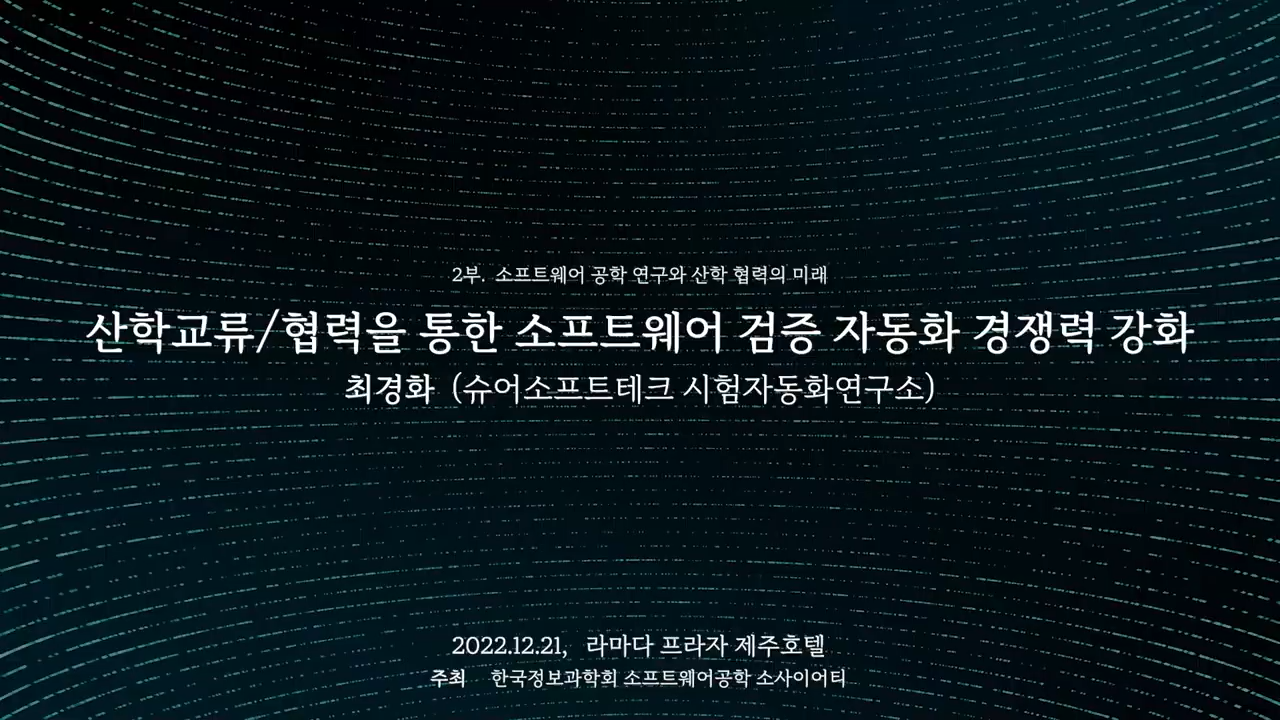 2부. 소프트웨어 공학 연구와 산학 협력의 미래
산학교류/협력을 통한 소프트웨어 검증 자동화 경쟁력 강화
최경화 (슈어소프트테크 시험자동화연구소)
2022.12.21, 라마다 프라자 제주호텔
주최 한국정보과학회 소프트웨어공학 소사이어티